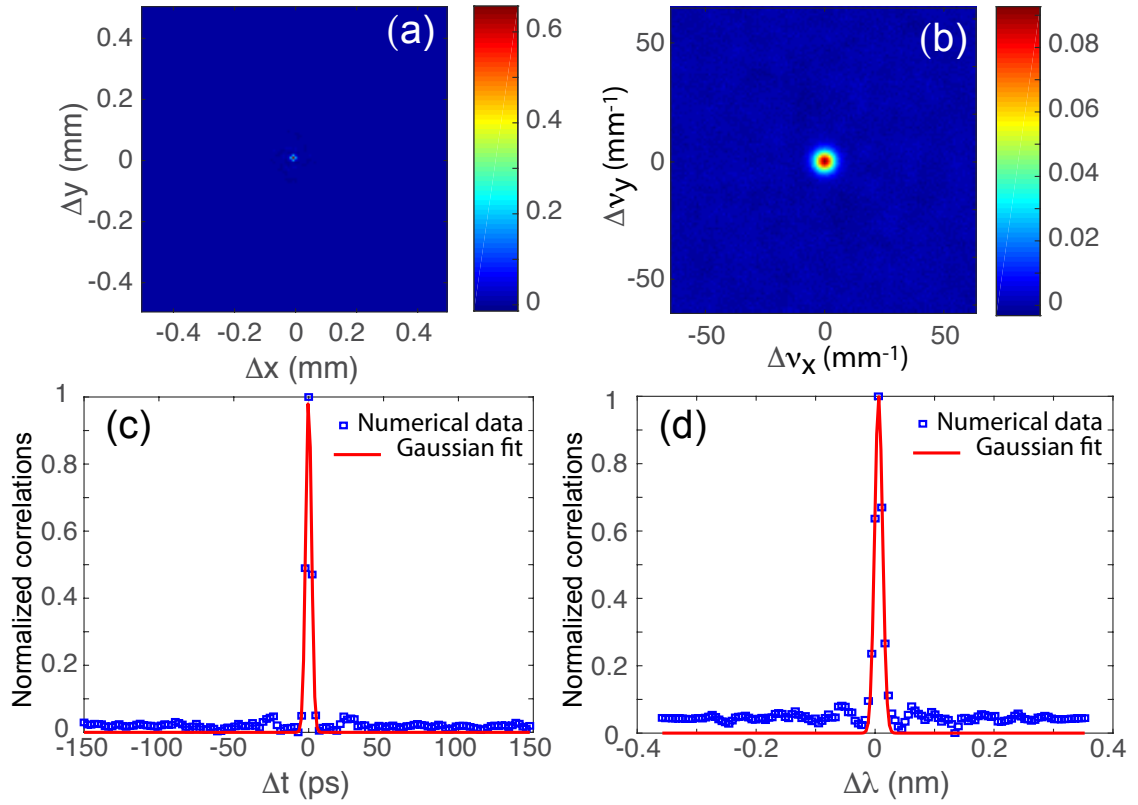 (a)
0.4
0.2
0
-0.2
-0.4
Δy (mm)
-0.4 -0.2 0 0.2 0.4
Δx (mm)
0.6
0.4
0.2
0
(b)
50
0
-50
Δνy (mm-1)
-50 0 50
Δνx (mm-1)
0.08
0.06
0.04
0.02
0
(c)
Numerical data
Gaussian fit
1
0.8
0.6
0.4
0.2
0
Normalized correlations
-150 -100 -50 0 50 100 150
Δt (ps)
(d)
Numerical data
Gaussian fit
1
0.8
0.6
0.4
0.2
0
Normalized correlations
-0.4 -0.2 0 0.2 0.4
Δλ (nm)